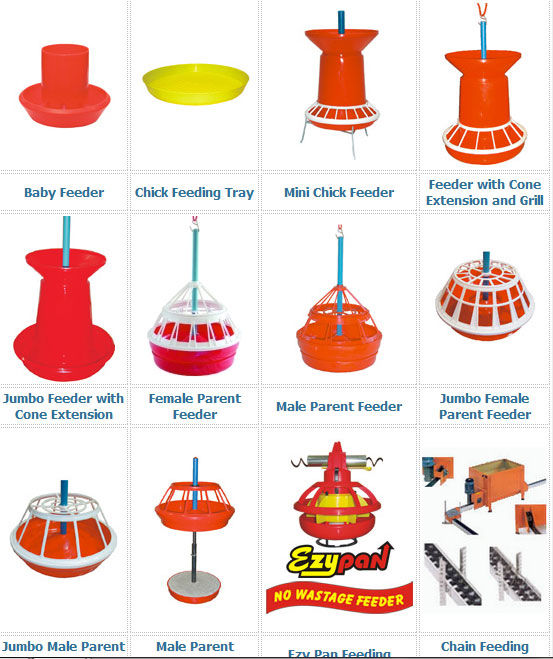 Baby Feeder
Chick Feeding Tray
Mini Chick Feeder
Feeder with Cone
Extension and Grill
Jumbo Feeder with
Cone Extension
Female Parent
Feeder
Male Parent Feeder
Jumbo Female
Parent Feeder
Ezypan
NO WASTAGE FEEDER
Jumbo Male Parent
Male Parent
Ezy Pan Feeding
Chain Feeding